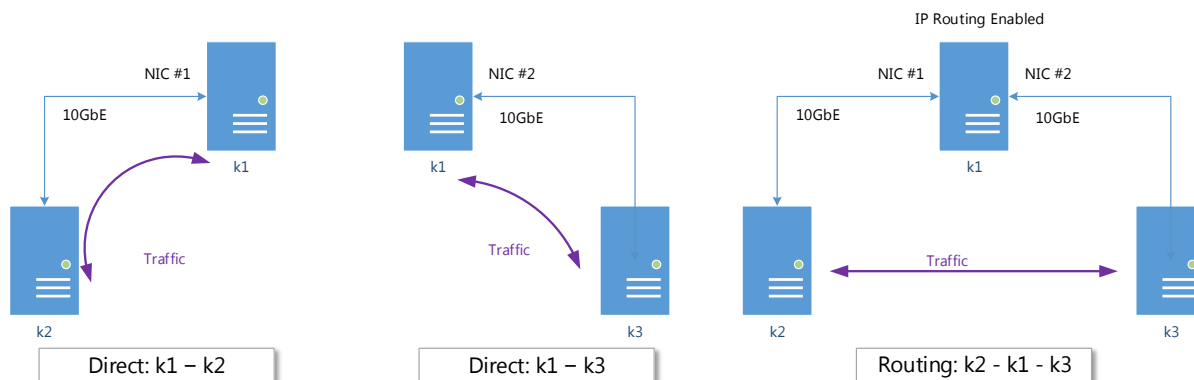 NIC #1
10GbE
k1
Traffic
k2
Direct: k1 – k2
NIC #2
10GbE
k1
Traffic
k3
Direct: k1 – k3
IP Routing Enabled
NIC #1
NIC #2
10GbE
10GbE
k1
Traffic
k2
k3
Routing: k2 - k1 - k3